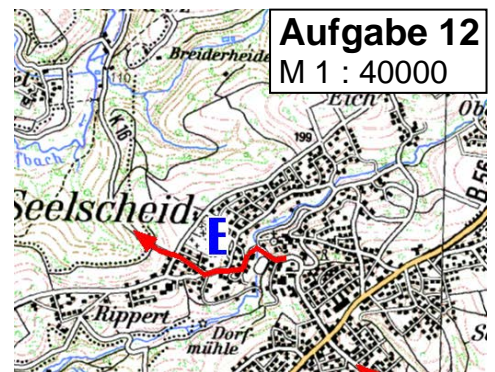 Aufgabe 12
M 1 : 40000
Breiderheide
110
Eich
K 16
199
B 56
Seelscheid
E
Rippert
Dorf
mühle